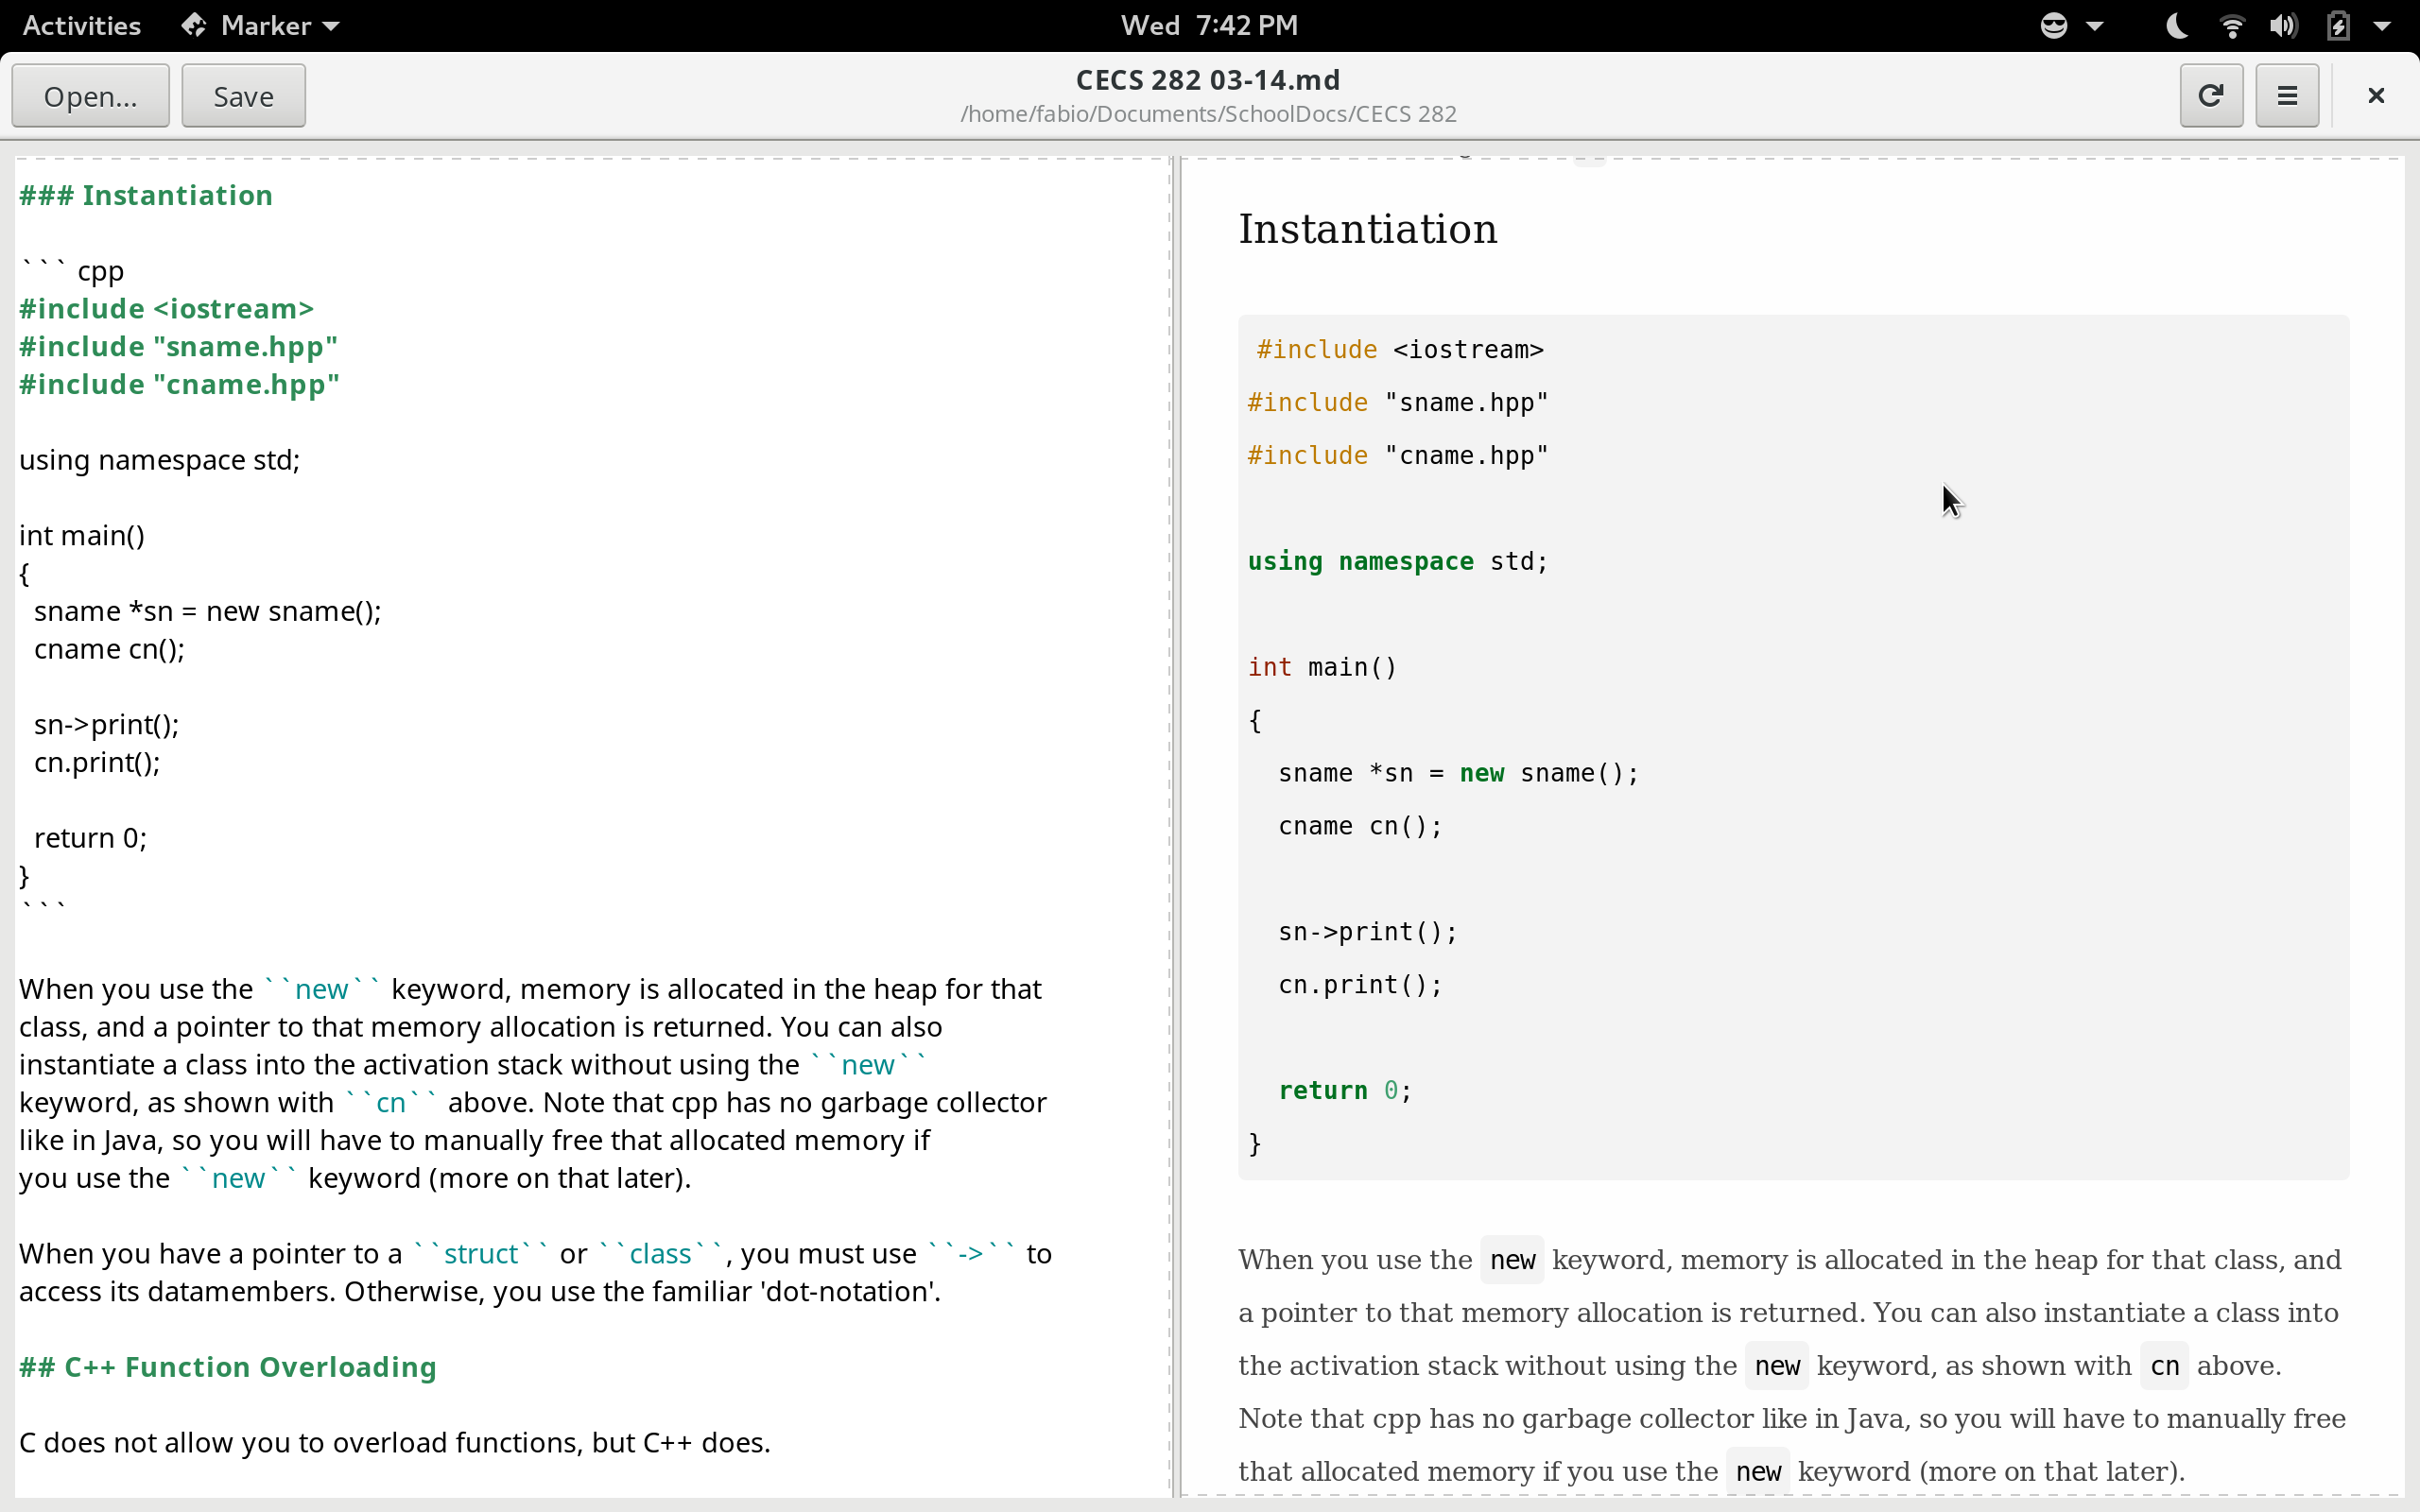 Activities Marker Wed 7:42 PM
Open... Save
CECS 282 03-14.md
/home/fabio/Documents/SchoolDocs/CECS 282
### Instantiation
``` cpp
#include <iostream>
#include "sname.hpp"
#include "cname.hpp"
using namespace std;
int main()
{
  sname *sn = new sname();
  cname cn();
  sn->print();
  cn.print();
  return 0;
}
```
When you use the ``new`` keyword, memory is allocated in the heap for that
class, and a pointer to that memory allocation is returned. You can also
instantiate a class into the activation stack without using the ``new``
keyword, as shown with ``cn`` above. Note that cpp has no garbage collector
like in Java, so you will have to manually free that allocated memory if
you use the ``new`` keyword (more on that later).
When you have a pointer to a ``struct`` or ``class``, you must use ``->`` to
access its datamembers. Otherwise, you use the familiar 'dot-notation'.
## C++ Function Overloading
C does not allow you to overload functions, but C++ does.
Instantiation
#include <iostream>
#include "sname.hpp"
#include "cname.hpp"
using namespace std;
int main()
{
  sname *sn = new sname();
  cname cn();
  sn->print();
  cn.print();
  return 0;
}
When you use the new keyword, memory is allocated in the heap for that class, and
a pointer to that memory allocation is returned. You can also instantiate a class into
the activation stack without using the new keyword, as shown with cn above.
Note that cpp has no garbage collector like in Java, so you will have to manually free
that allocated memory if you use the new keyword (more on that later).